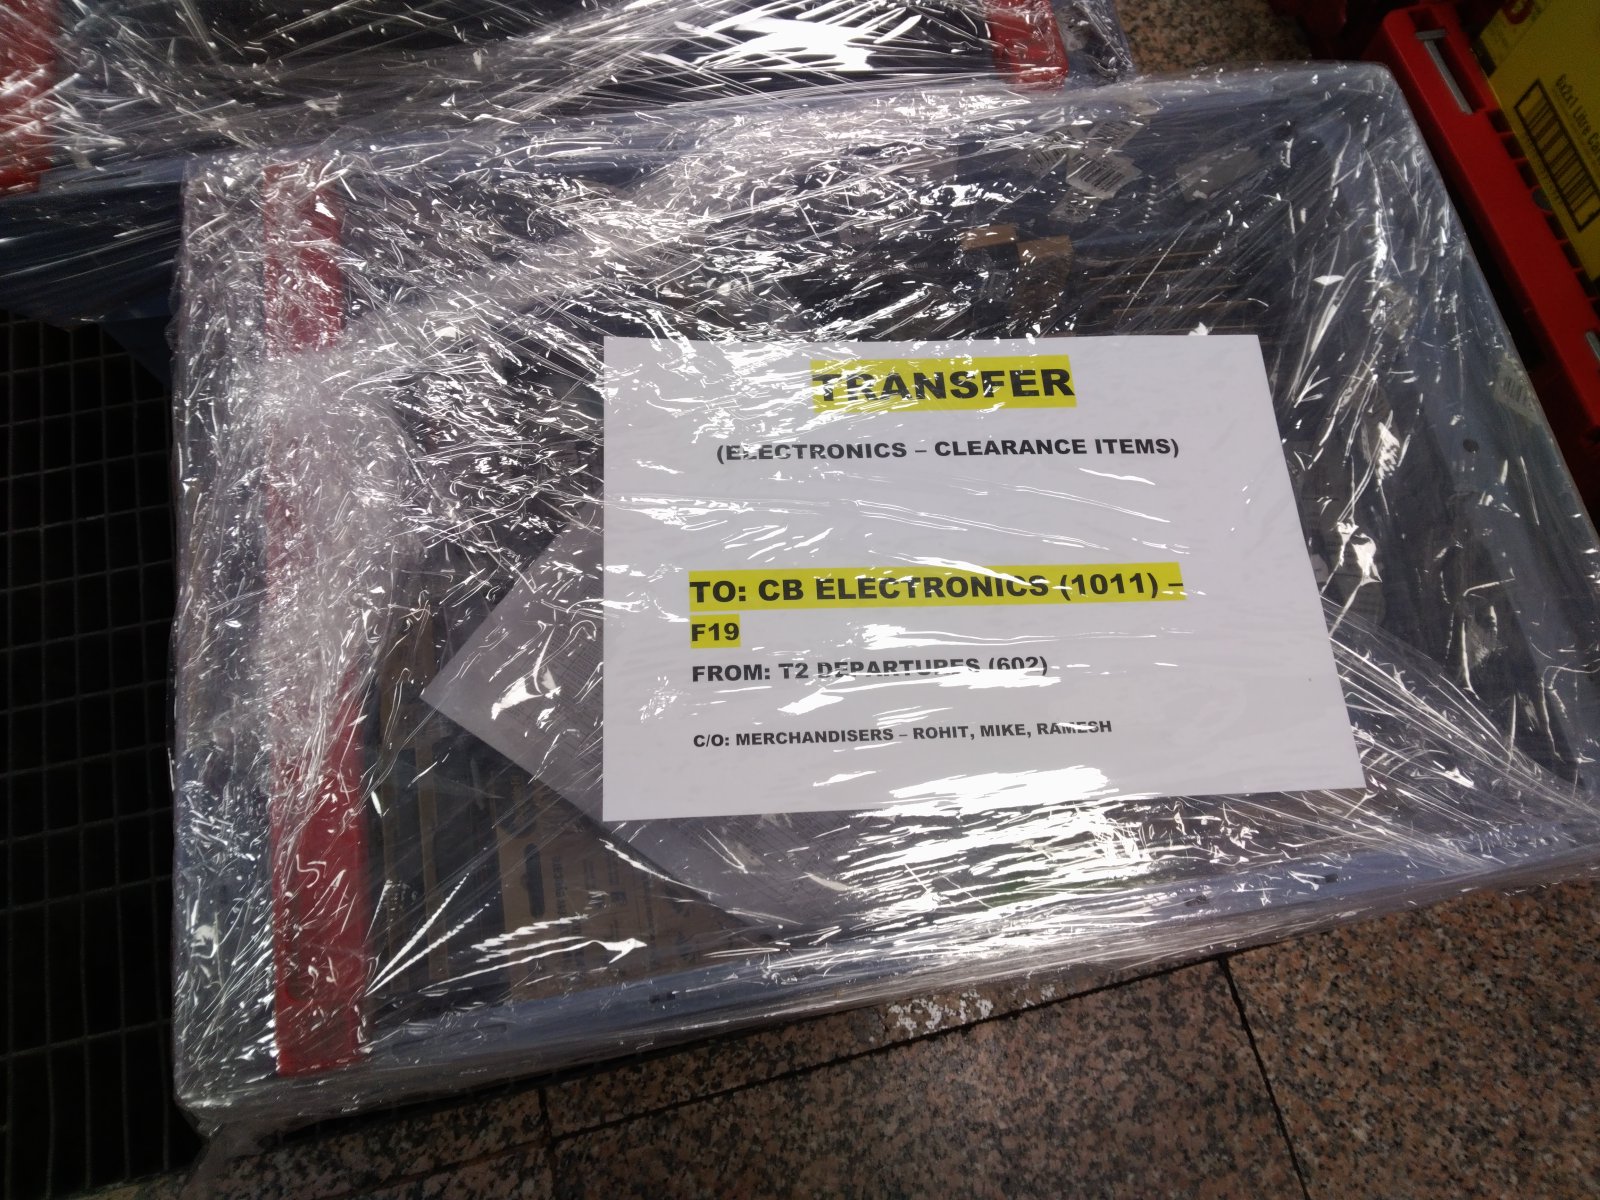 TRANSFER
(ELECTRONICS – CLEARANCE ITEMS)
TO: CB ELECTRONICS (1011) –
F19
FROM: T2 DEPARTURES (602)
C/O: MERCHANDISERS – ROHIT, MIKE, RAMESH